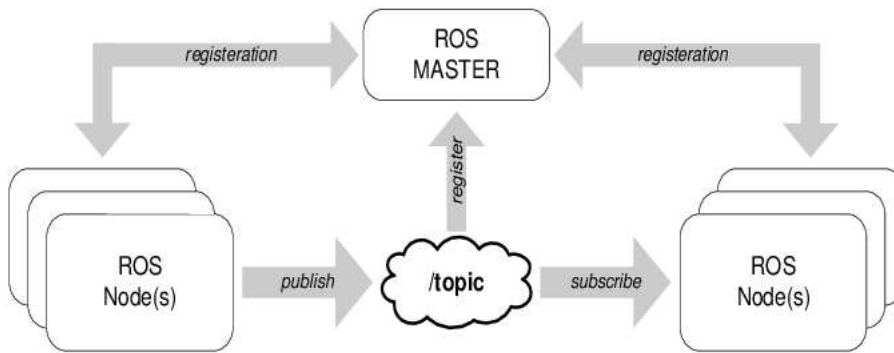 ROS
MASTER
registeration
registeration
register
ROS
Node(s)
publish
/topic
subscribe
ROS
Node(s)